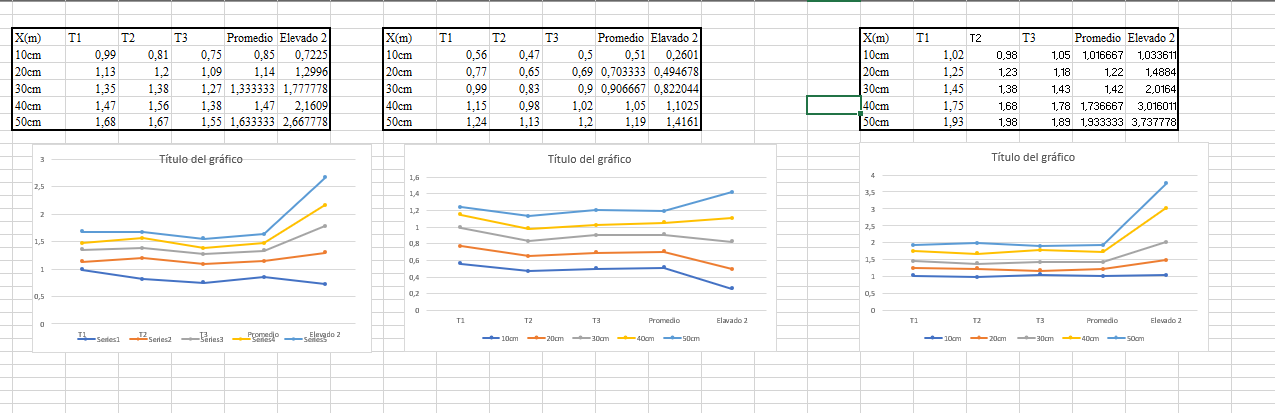 X(m) T1 T2 T3 Promedio Elevado 2
10cm 0,99 0,81 0,75 0,85 0,7225
20cm 1,13 1,2 1,09 1,14 1,2996
30cm 1,35 1,38 1,27 1,333333 1,777778
40cm 1,47 1,56 1,38 1,47 2,1609
50cm 1,68 1,67 1,55 1,633333 2,667778
X(m) T1 T2 T3 Promedio Elavado 2
10cm 0,56 0,47 0,5 0,51 0,2601
20cm 0,77 0,65 0,69 0,703333 0,494678
30cm 0,99 0,83 0,9 0,906667 0,822044
40cm 1,15 0,98 1,02 1,05 1,1025
50cm 1,24 1,13 1,2 1,19 1,4161
X(m) T1 T2 T3 Promedio Elevado 2
10cm 1,02 0,98 1,05 1,016667 1,033611
20cm 1,25 1,23 1,18 1,22 1,4884
30cm 1,45 1,38 1,43 1,42 2,0164
40cm 1,75 1,68 1,78 1,736667 3,016011
50cm 1,93 1,98 1,89 1,933333 3,737778
Título del gráfico
3
2,5
2
1,5
1
0,5
0
T1 T2 T3 Promedio Elevado 2
Series1 Series2 Series3 Series4 Series5
Título del gráfico
1,6
1,4
1,2
1
0,8
0,6
0,4
0,2
0
T1 T2 T3 Promedio Elavado 2
10cm 20cm 30cm 40cm 50cm
Título del gráfico
4
3,5
3
2,5
2
1,5
1
0,5
0
T1 T2 T3 Promedio Elevado 2
10cm 20cm 30cm 40cm 50cm